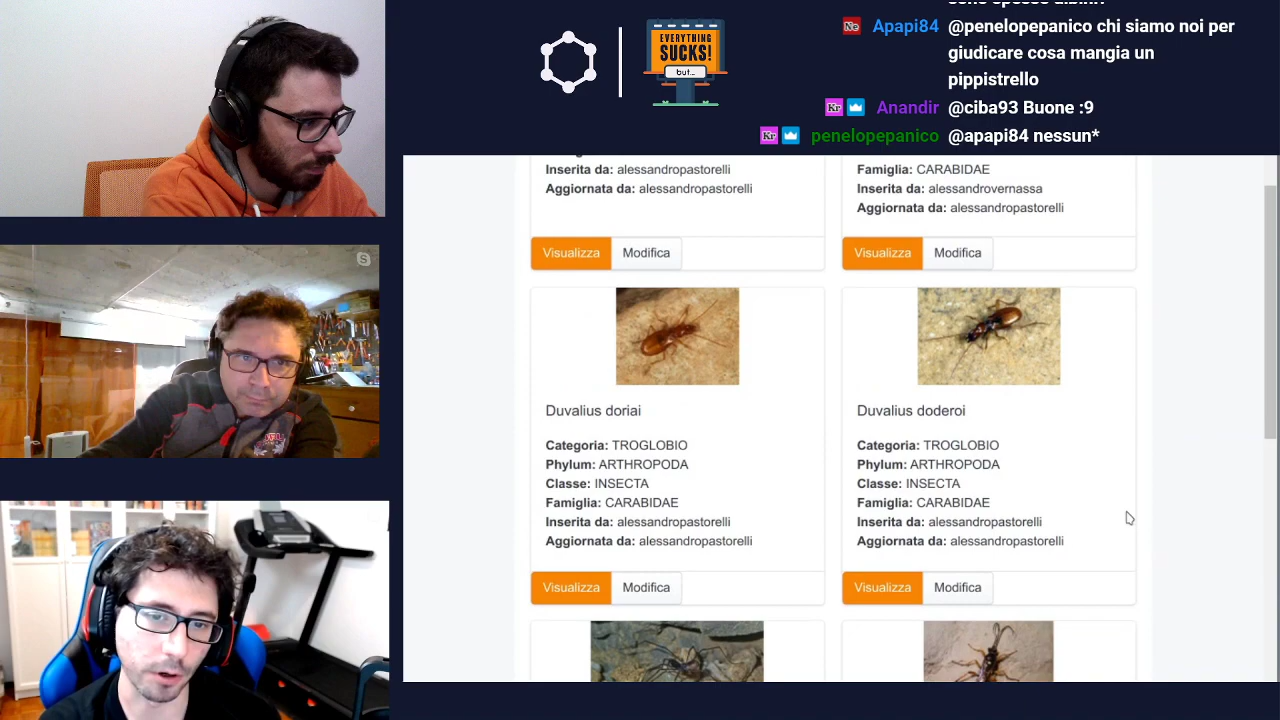 EVERYTHING
SUCKS!
but...
Ne Apapi84 @penelopepanico chi siamo noi per
giudicare cosa mangia un
pippistrello
Kr Anandir @ciba93 Buone :9
Kr penelopepanico @apapi84 nessun*
Inserita da: alessandropastorelli
Aggiornata da: alessandropastorelli
Famiglia: CARABIDAE
Inserita da: alessandrovernassa
Aggiornata da: alessandropastorelli
Visualizza Modifica
Visualizza Modifica
Duvalius doriai
Categoria: TROGLOBIO
Phylum: ARTHROPODA
Classe: INSECTA
Famiglia: CARABIDAE
Inserita da: alessandropastorelli
Aggiornata da: alessandropastorelli
Visualizza Modifica
Duvalius doderoi
Categoria: TROGLOBIO
Phylum: ARTHROPODA
Classe: INSECTA
Famiglia: CARABIDAE
Inserita da: alessandropastorelli
Aggiornata da: alessandropastorelli
Visualizza Modifica